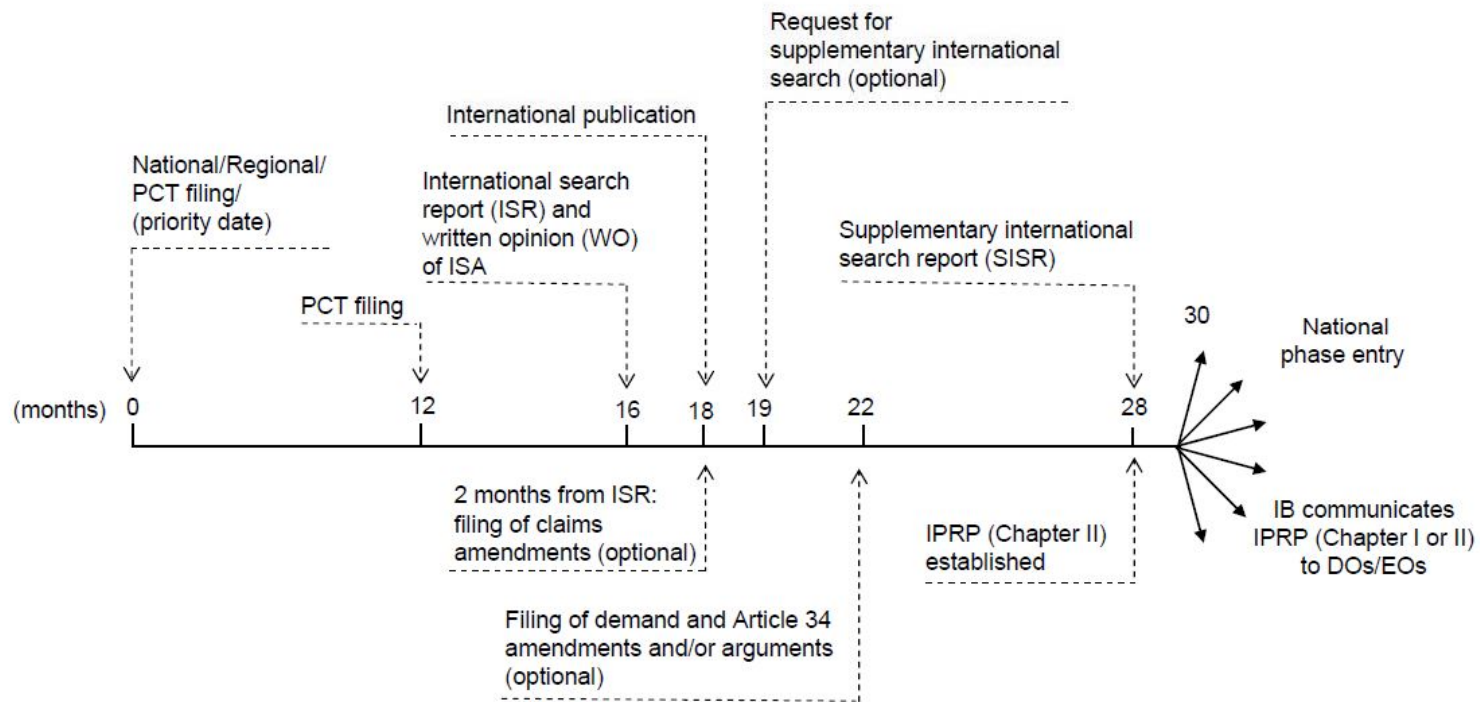 Request for
supplementary international
search (optional)
International publication
National/Regional/
PCT filing/
(priority date)
International search
report (ISR) and
written opinion (WO)
of ISA
PCT filing
Supplementary international
search report (SISR)
30
National
phase entry
(months) 0 12 16 18 19 22 28
2 months from ISR:
filing of claims
amendments (optional)
IPRP (Chapter II)
established
IB communicates
IPRP (Chapter I or II)
to DOs/EOs
Filing of demand and Article 34
amendments and/or arguments
(optional)